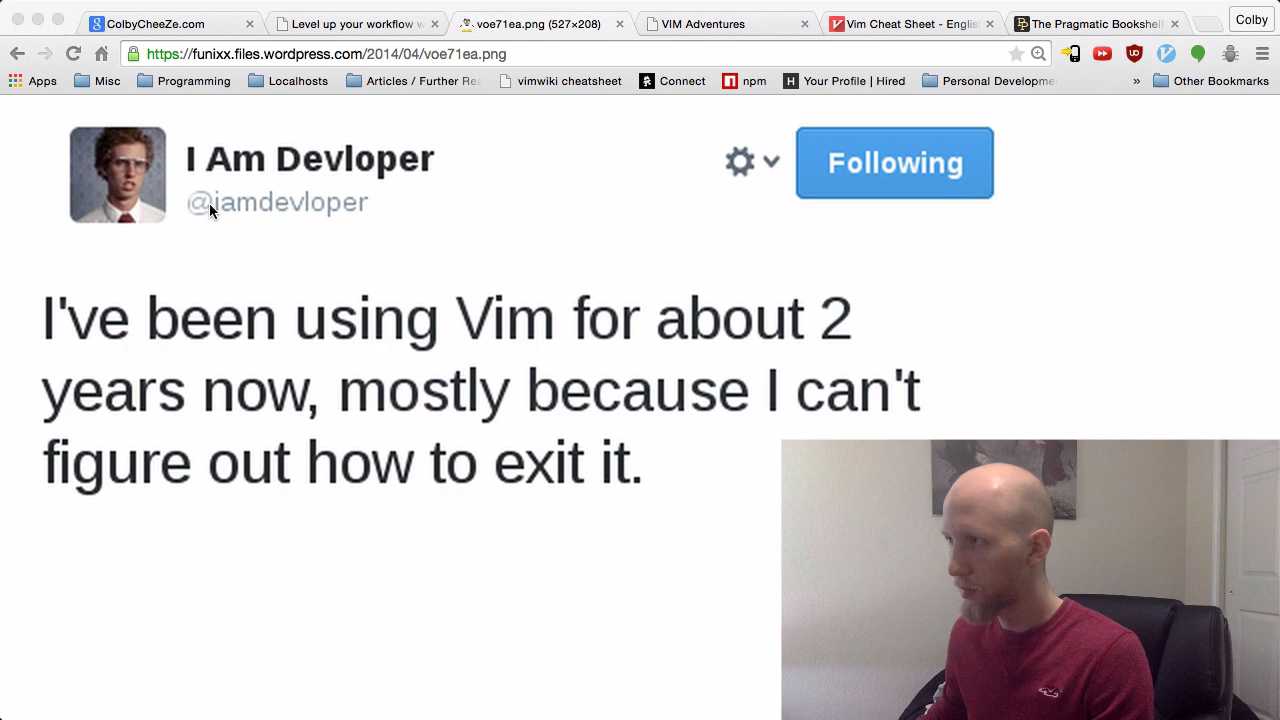 ColbyCheeZe.com
Level up your workflow w
voe71ea.png (527×208)
VIM Adventures
Vim Cheat Sheet - Englis
The Pragmatic Bookshelf
Colby
https://funixx.files.wordpress.com/2014/04/voe71ea.png
Apps
Misc
Programming
Localhosts
Articles / Further Re
vimwiki cheatsheet
Connect
npm
Your Profile | Hired
Personal Developme
»
Other Bookmarks
I Am Devloper
@iamdevloper
Following
I've been using Vim for about 2
years now, mostly because I can't
figure out how to exit it.